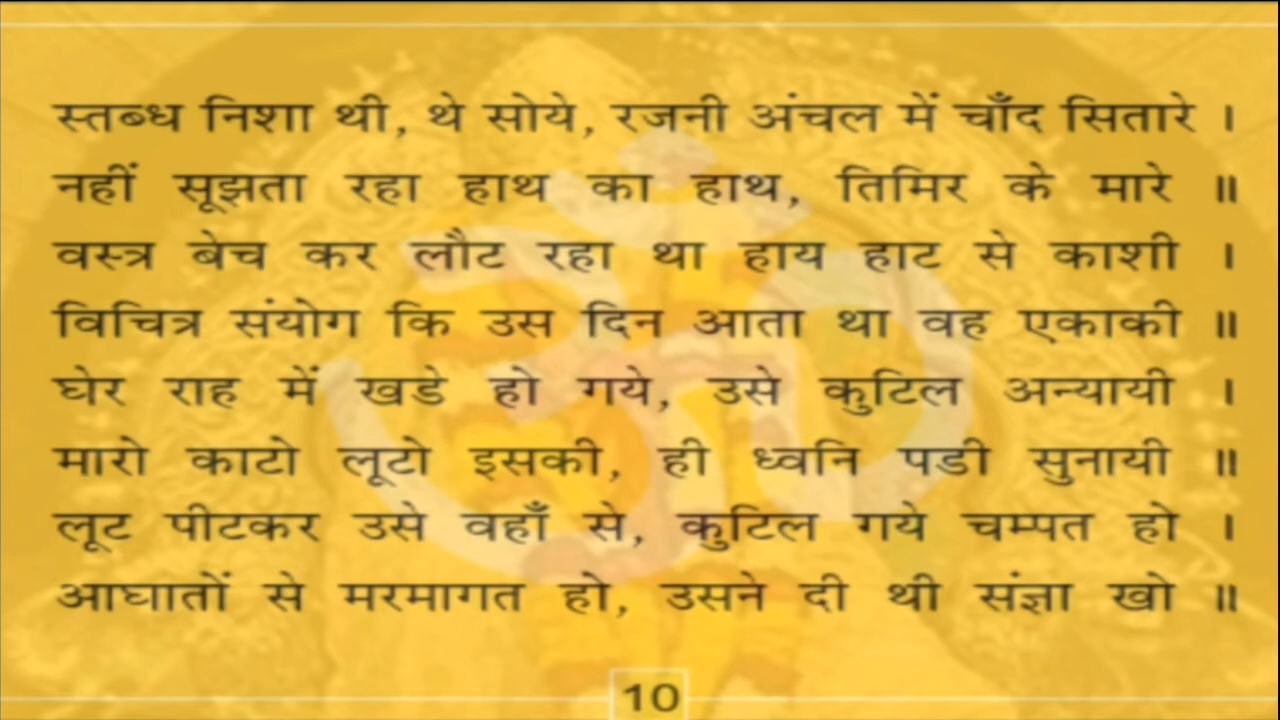 स्तब्ध निशा थी, थे सोये, रजनी अंचल में चाँद सितारे ।
नहीं सूझता रहा हाथ का हाथ, तिमिर के मारे ॥
वस्त्र बेच कर लौट रहा था हाय हाट से काशी ।
विचित्र संयोग कि उस दिन आता था वह एकाकी ॥
घेर राह में खडे हो गये, उसे कुटिल अन्यायी ।
मारो काटो लूटो इसकी, ही ध्वनि पडी सुनायी ॥
लूट पीटकर उसे वहाँ से, कुटिल गये चम्पत हो ।
आघातों से मरमागत हो, उसने दी थी संज्ञा खो ॥
10